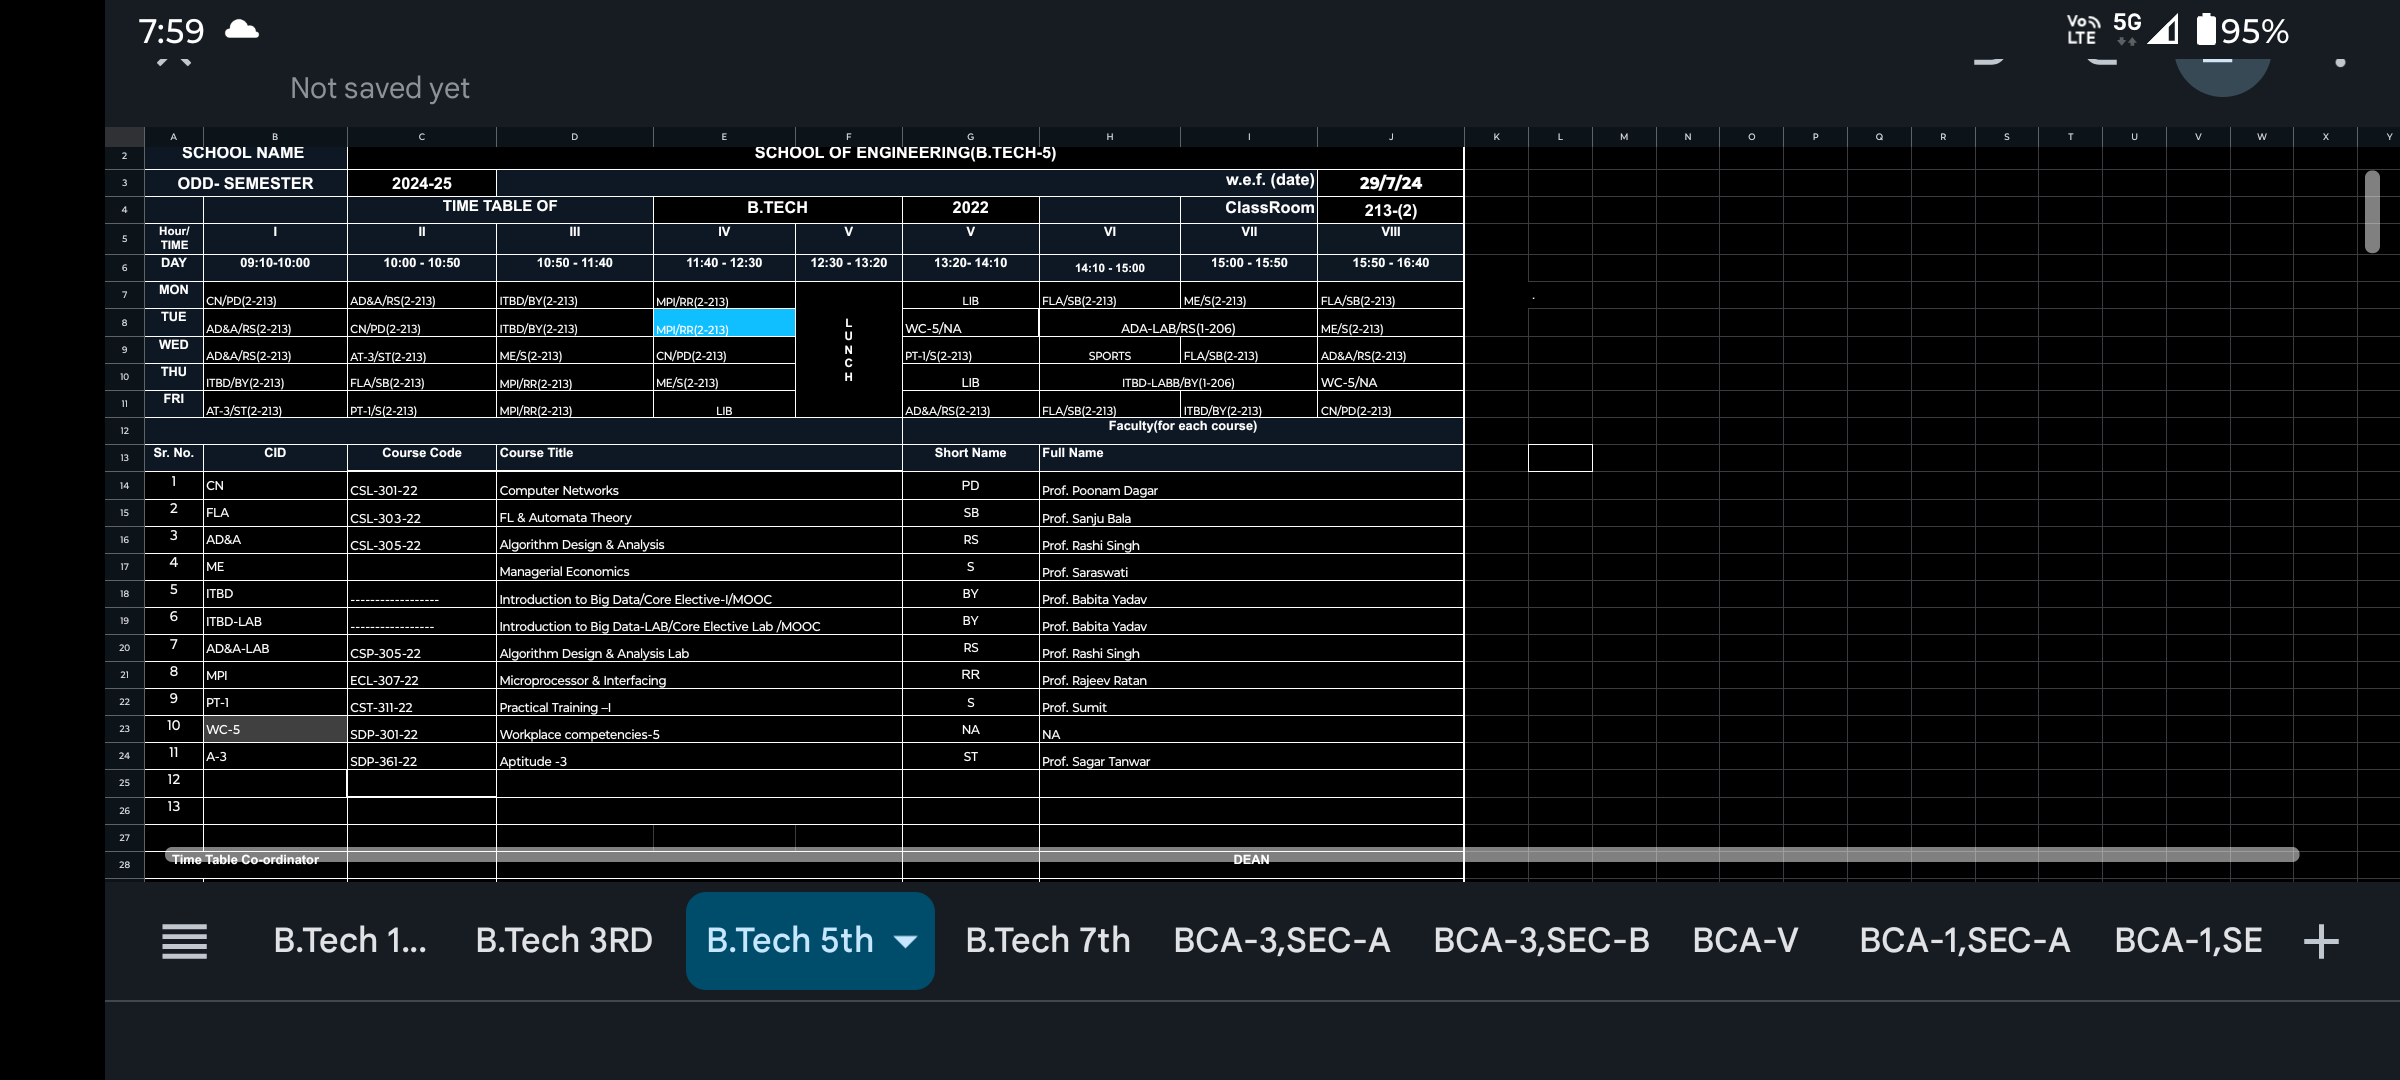 7:59
Vo LTE 5G 95%
Not saved yet
A B C D E F G H I J K L M N O P Q R S T U V W X Y
2 SCHOOL NAME SCHOOL OF ENGINEERING(B.TECH-5)
3 ODD- SEMESTER 2024-25 w.e.f. (date) 29/7/24
4 TIME TABLE OF B.TECH 2022 ClassRoom 213-(2)
5 Hour/ TIME I II III IV V V VI VII VIII
6 DAY 09:10-10:00 10:00 - 10:50 10:50 - 11:40 11:40 - 12:30 12:30 - 13:20 13:20- 14:10 14:10 - 15:00 15:00 - 15:50 15:50 - 16:40
7 MON CN/PD(2-213) AD&A/RS(2-213) ITBD/BY(2-213) MPI/RR(2-213) LUNCH LIB FLA/SB(2-213) ME/S(2-213) FLA/SB(2-213) .
8 TUE AD&A/RS(2-213) CN/PD(2-213) ITBD/BY(2-213) MPI/RR(2-213) WC-5/NA ADA-LAB/RS(1-206) ME/S(2-213)
9 WED AD&A/RS(2-213) AT-3/ST(2-213) ME/S(2-213) CN/PD(2-213) PT-1/S(2-213) SPORTS FLA/SB(2-213) AD&A/RS(2-213)
10 THU ITBD/BY(2-213) FLA/SB(2-213) MPI/RR(2-213) ME/S(2-213) LIB ITBD-LABB/BY(1-206) WC-5/NA
11 FRI AT-3/ST(2-213) PT-1/S(2-213) MPI/RR(2-213) LIB AD&A/RS(2-213) FLA/SB(2-213) ITBD/BY(2-213) CN/PD(2-213)
12 Faculty(for each course)
13 Sr. No. CID Course Code Course Title Short Name Full Name
14 1 CN CSL-301-22 Computer Networks PD Prof. Poonam Dagar
15 2 FLA CSL-303-22 FL & Automata Theory SB Prof. Sanju Bala
16 3 AD&A CSL-305-22 Algorithm Design & Analysis RS Prof. Rashi Singh
17 4 ME Managerial Economics S Prof. Saraswati
18 5 ITBD ------------------ Introduction to Big Data/Core Elective-I/MOOC BY Prof. Babita Yadav
19 6 ITBD-LAB ----------------- Introduction to Big Data-LAB/Core Elective Lab /MOOC BY Prof. Babita Yadav
20 7 AD&A-LAB CSP-305-22 Algorithm Design & Analysis Lab RS Prof. Rashi Singh
21 8 MPI ECL-307-22 Microprocessor & Interfacing RR Prof. Rajeev Ratan
22 9 PT-1 CST-311-22 Practical Training –I S Prof. Sumit
23 10 WC-5 SDP-301-22 Workplace competencies-5 NA NA
24 11 A-3 SDP-361-22 Aptitude -3 ST Prof. Sagar Tanwar
25 12
26 13
27
28 Time Table Co-ordinator DEAN
B.Tech 1... B.Tech 3RD B.Tech 5th B.Tech 7th BCA-3,SEC-A BCA-3,SEC-B BCA-V BCA-1,SEC-A BCA-1,SE